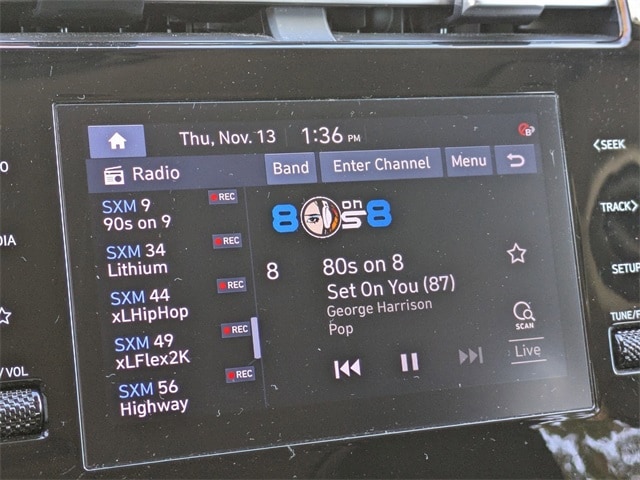 Thu, Nov. 13 1:36 PM
Radio Band Enter Channel Menu
SXM 9 REC
90s on 9
SXM 34 REC
Lithium
SXM 44 REC
xLHipHop
SXM 49 REC
xLFlex2K
SXM 56 REC
Highway
80s on 8
8 80s on 8
Set On You (87)
George Harrison
Pop
SCAN
Live
SEEK
TRACK
SETUP
TUNE/F
DIA
/ VOL